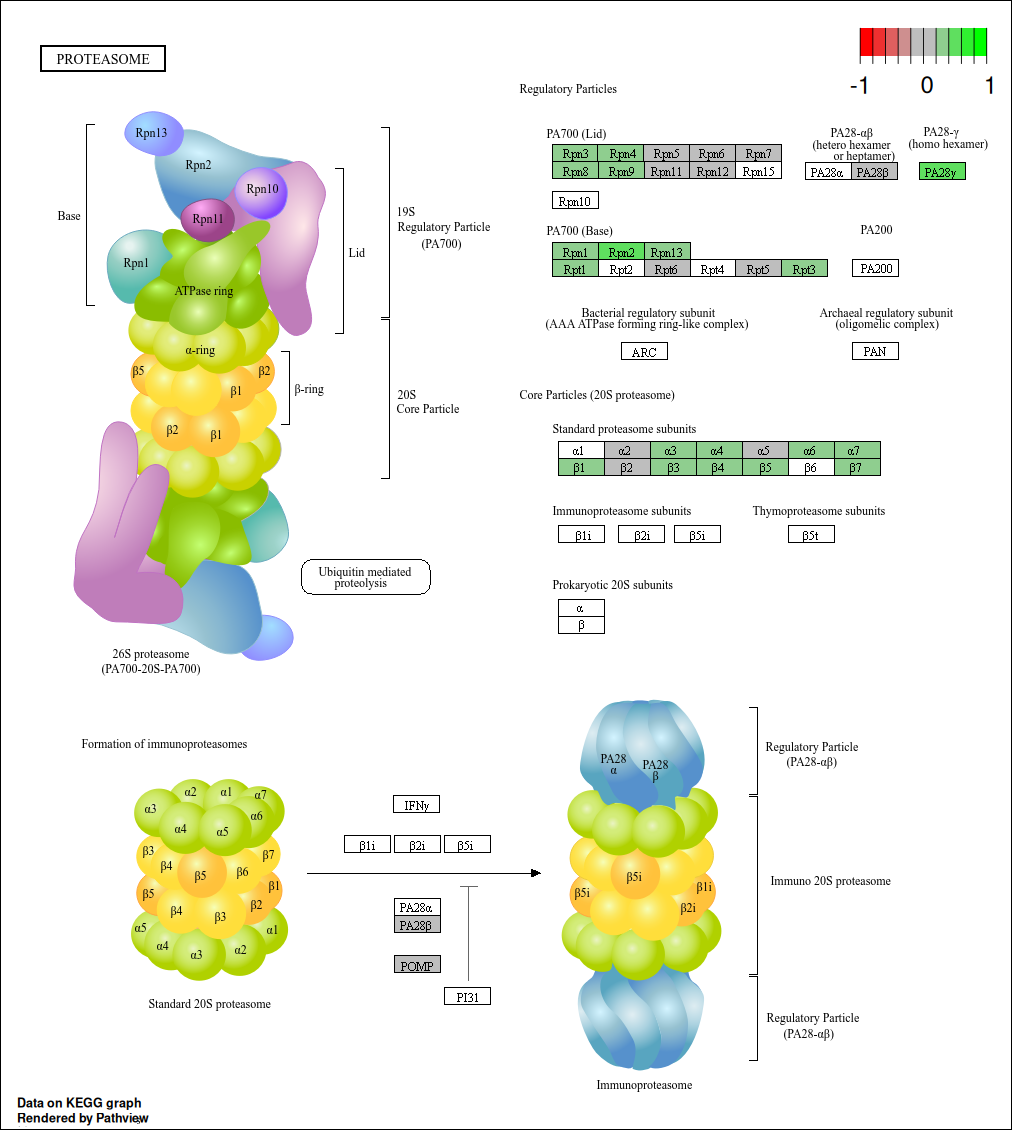 PROTEASOME
-1 0 1
Regulatory Particles
PA700 (Lid)
Rpn3 Rpn4 Rpn5 Rpn6 Rpn7
Rpn8 Rpn9 Rpn11 Rpn12 Rpn15
Rpn10
PA28-αβ
(hetero hexamer
or heptamer)
PA28α PA28β
PA28-γ
(homo hexamer)
PA28γ
PA700 (Base)
Rpn1 Rpn2 Rpn13
Rpt1 Rpt2 Rpt6 Rpt4 Rpt5 Rpt3
PA200
PA200
Bacterial regulatory subunit
(AAA ATPase forming ring-like complex)
ARC
Archaeal regulatory subunit
(oligomelic complex)
PAN
Core Particles (20S proteasome)
Standard proteasome subunits
α1 α2 α3 α4 α5 α6 α7
β1 β2 β3 β4 β5 β6 β7
Immunoproteasome subunits
β1i β2i β5i
Thymoproteasome subunits
β5t
Prokaryotic 20S subunits
α
β
Rpn13
Rpn2
Rpn10
Rpn11
Base
Rpn1
ATPase ring
Lid
19S
Regulatory Particle
(PA700)
α-ring
β5
β2
β1
β-ring
β2
β1
20S
Core Particle
Ubiquitin mediated
proteolysis
26S proteasome
(PA700-20S-PA700)
Formation of immunoproteasomes
α3 α2 α1 α7
α4 α5 α6
β3 β4 β5 β6 β7
β5 β4 β3 β2 β1
α5 α4 α3 α2 α1
Standard 20S proteasome
IFNγ
β1i β2i β5i
PA28α
PA28β
POMP
PI31
PA28
α
PA28
β
β5i
β5i
β1i
β2i
Immunoproteasome
Regulatory Particle
(PA28-αβ)
Immuno 20S proteasome
Regulatory Particle
(PA28-αβ)
Data on KEGG graph
Rendered by Pathview